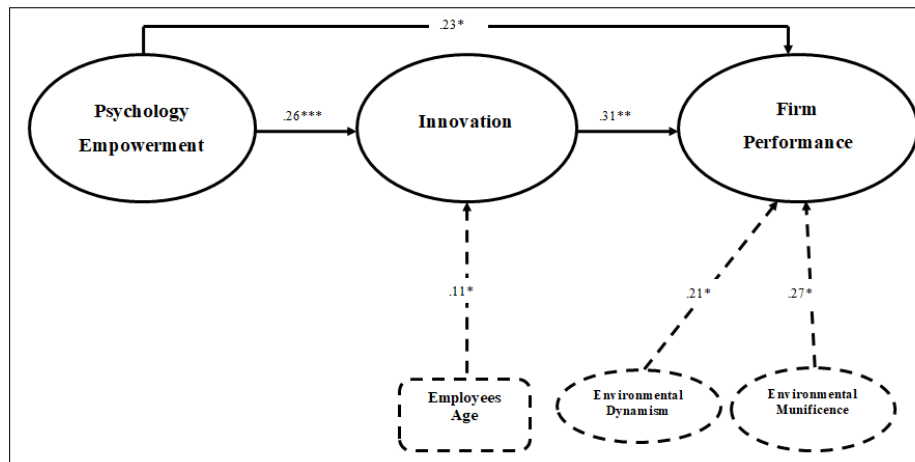 .23*
Psychology
Empowerment
.26***
Innovation
.31**
Firm
Performance
.11*
.21*
.27*
Employees
Age
Environmental
Dynamism
Environmental
Munificence